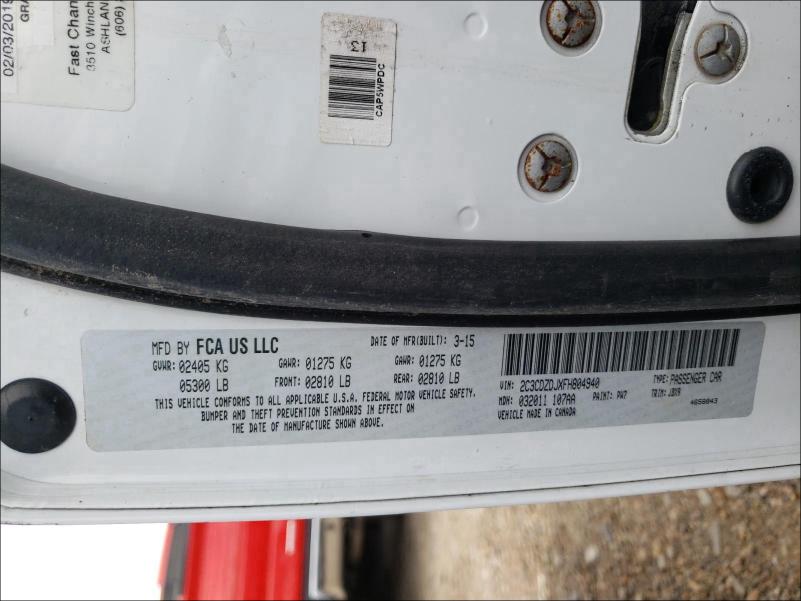 02/03/2019
GRA
Fast Chan
3510 Winch
ASHLAN
(606)
13
CAP5WPDC
MFD BY FCA US LLC
DATE OF MFR(BUILT): 3-15
GVWR: 02405 KG GAWR: 01275 KG GAWR: 01275 KG
05300 LB FRONT: 02810 LB REAR: 02810 LB
THIS VEHICLE CONFORMS TO ALL APPLICABLE U.S.A. FEDERAL MOTOR VEHICLE SAFETY,
BUMPER AND THEFT PREVENTION STANDARDS IN EFFECT ON
THE DATE OF MANUFACTURE SHOWN ABOVE.
VIN: 2C3CDZDJXFH804940 TYPE: PASSENGER CAR
MDH: 032011 107AA PAINT: PW7 TRIM: JBX9
VEHICLE MADE IN CANADA 4658043